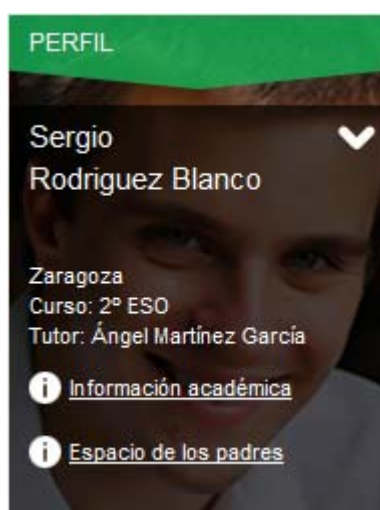 PERFIL
Sergio
Rodriguez Blanco
Zaragoza
Curso: 2º ESO
Tutor: Ángel Martínez García
Información académica
Espacio de los padres